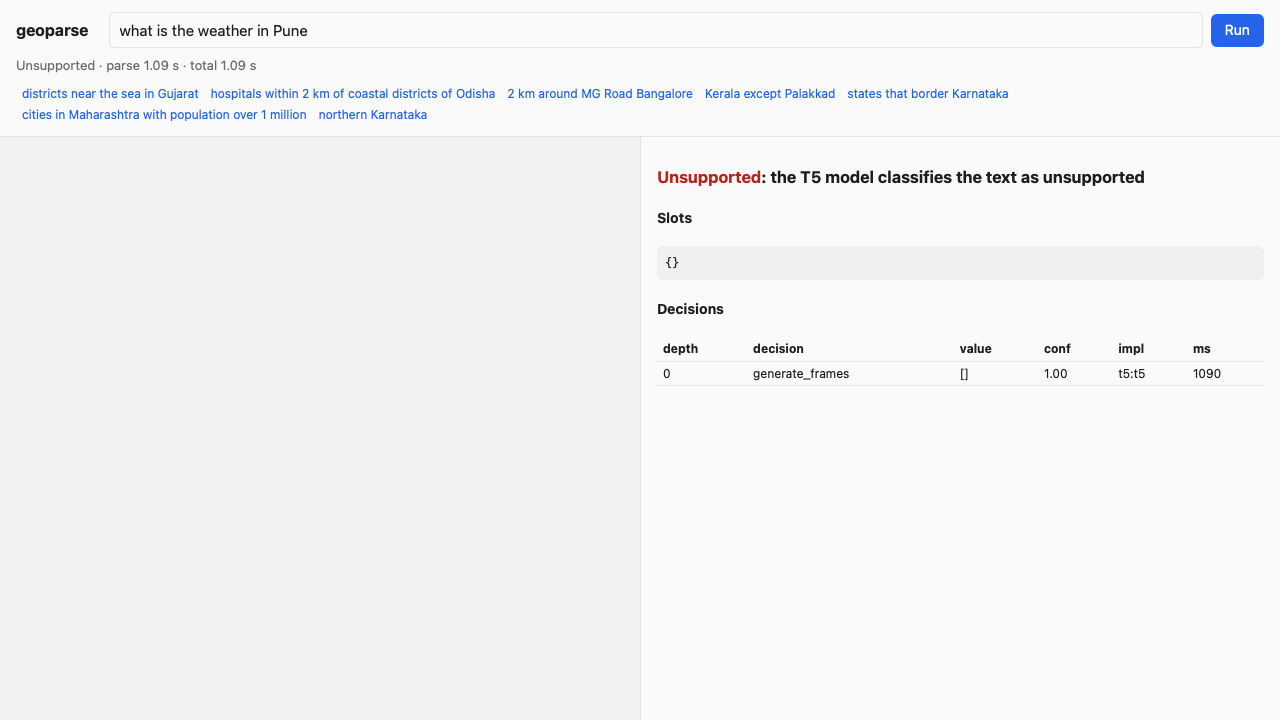 geoparse
what is the weather in Pune
Run
Unsupported · parse 1.09 s · total 1.09 s
districts near the sea in Gujarat hospitals within 2 km of coastal districts of Odisha 2 km around MG Road Bangalore Kerala except Palakkad states that border Karnataka
cities in Maharashtra with population over 1 million northern Karnataka
Unsupported: the T5 model classifies the text as unsupported
Slots
{}
Decisions
depth decision value conf impl ms
0 generate_frames [] 1.00 t5:t5 1090